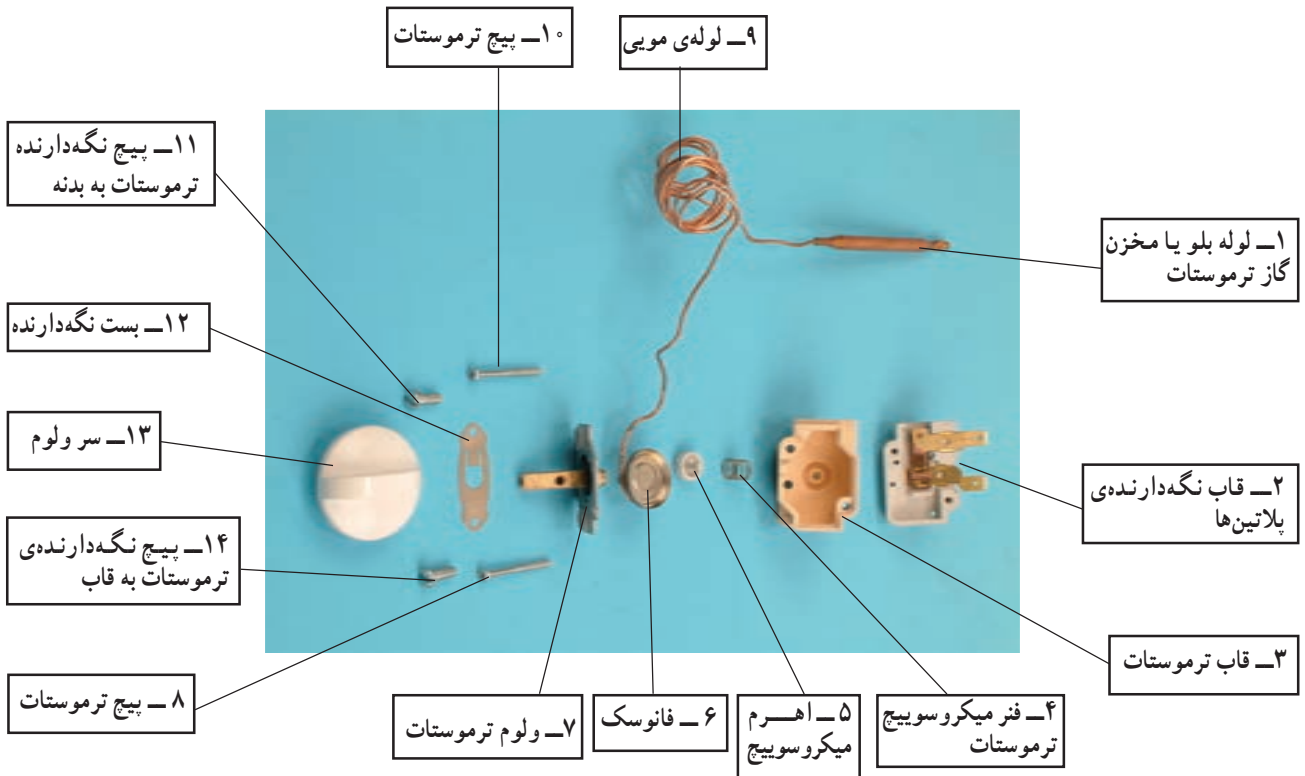 ۱۰ــ پیچ ترموستات
۹ــ لوله‌ی مویی
۱۱ــ پیچ نگه‌دارنده
ترموستات به بدنه
۱ــ لوله بلو یا مخزن
گاز ترموستات
۱۲ــ بست نگه‌دارنده
۱۳ــ سر ولوم
۲ــ قاب نگه‌دارنده‌ی
پلاتین‌ها
۱۴ــ پیچ نگه‌دارنده‌ی
ترموستات به قاب
۳ــ قاب ترموستات
۸ ــ پیچ ترموستات
۷ــ ولوم ترموستات
۶ ــ فانوسک
۵ ــ اهـــرم
میکروسوییچ
۴ــ فنر میکروسوییچ
ترموستات